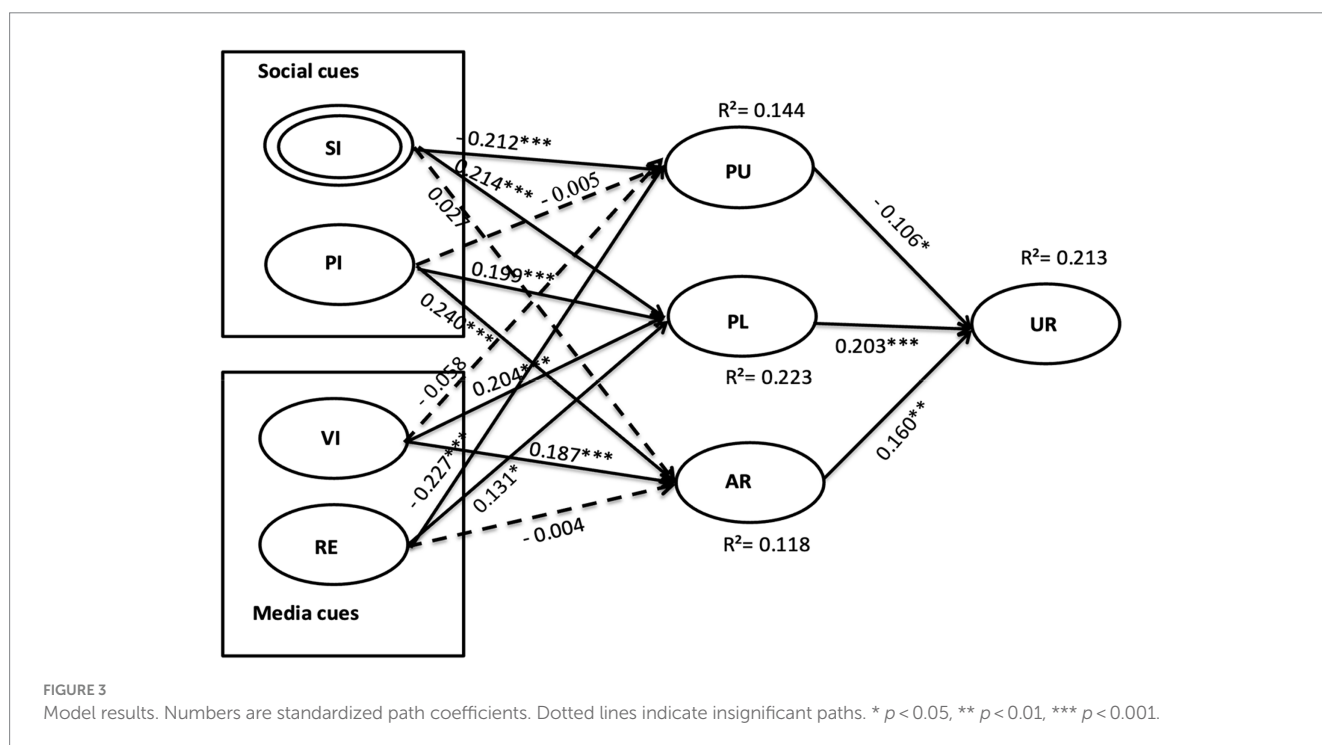 Social cues
SI
PI
VI
RE
Media cues
- 0.212***
0.214***
0.027
- 0.005
0.199***
0.240***
- 0.058
0.204***
0.187***
- 0.227***
0.131*
- 0.004
R²= 0.144
PU
PL
R²= 0.223
AR
R²= 0.118
- 0.106*
0.203***
0.160**
R²= 0.213
UR
FIGURE 3
Model results. Numbers are standardized path coefficients. Dotted lines indicate insignificant paths. * p < 0.05, ** p < 0.01, *** p < 0.001.